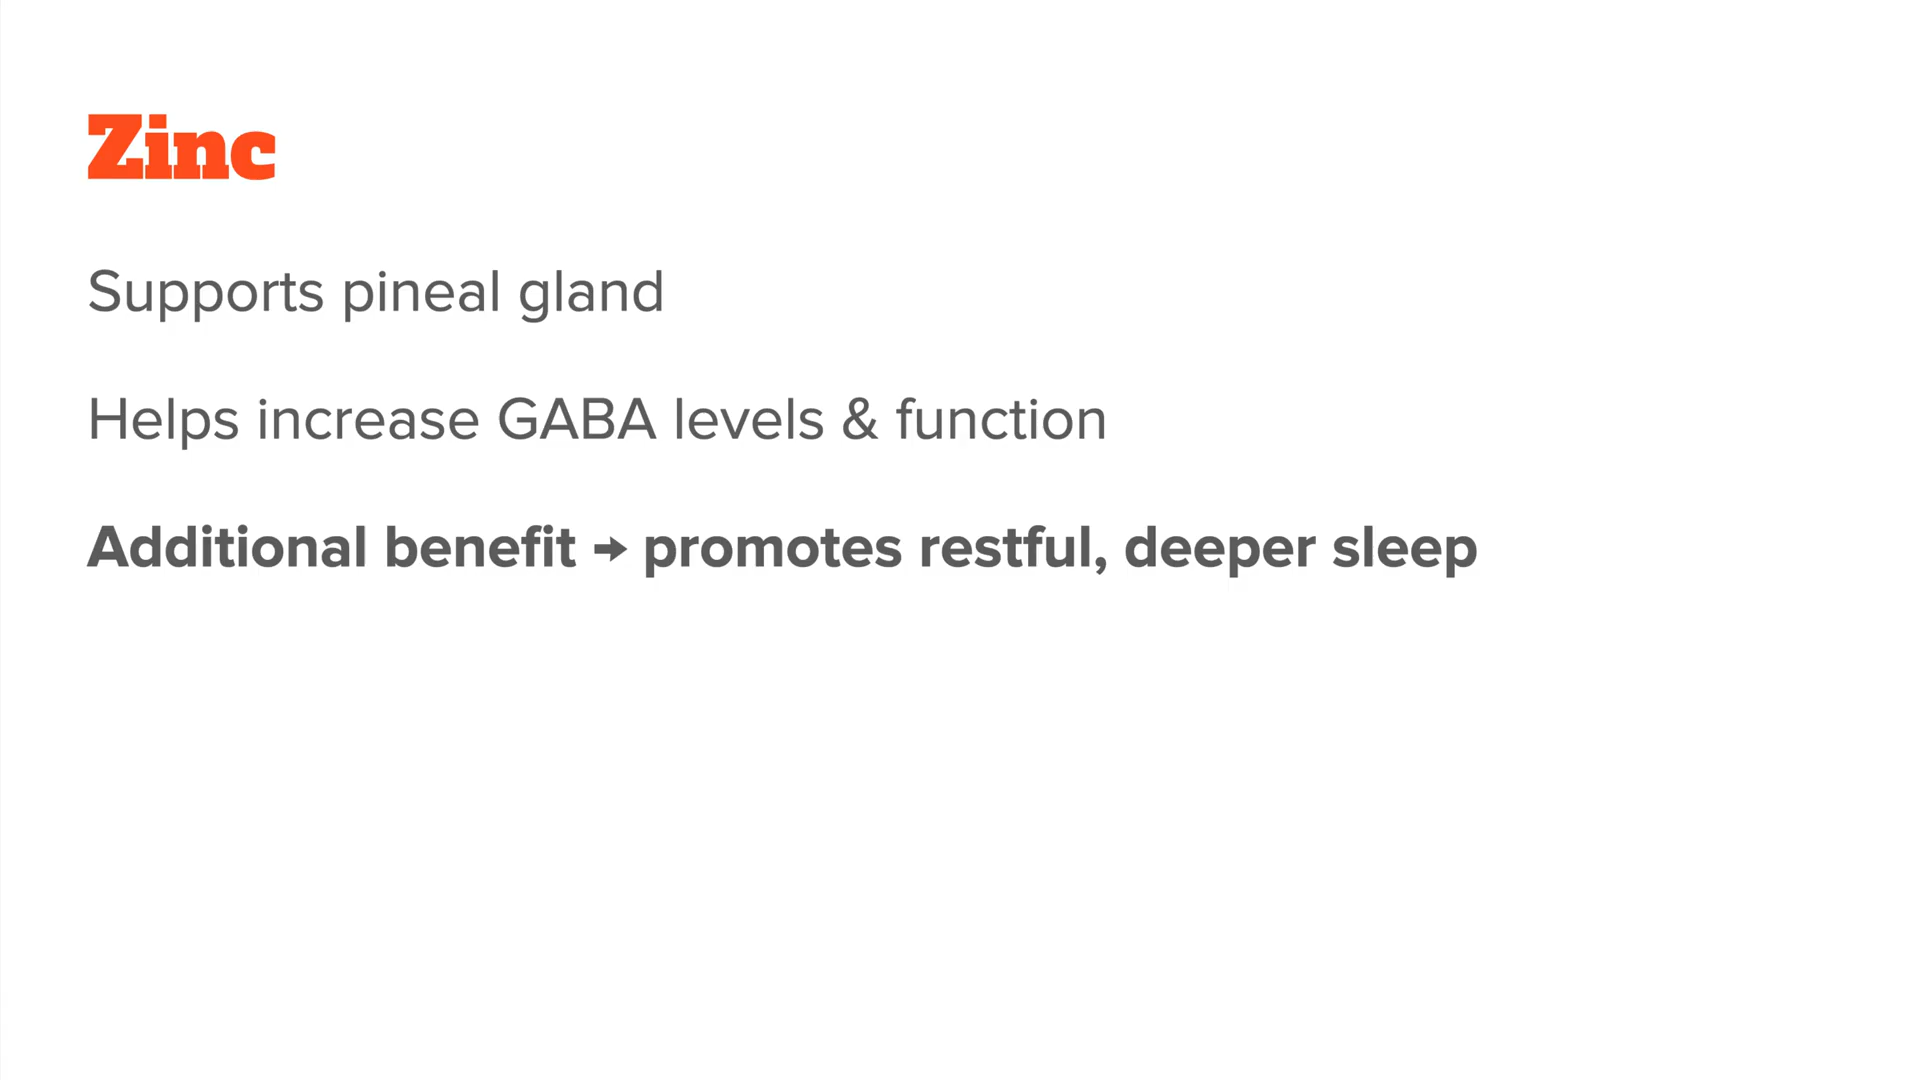 Zinc
Supports pineal gland
Helps increase GABA levels & function
Additional benefit → promotes restful, deeper sleep